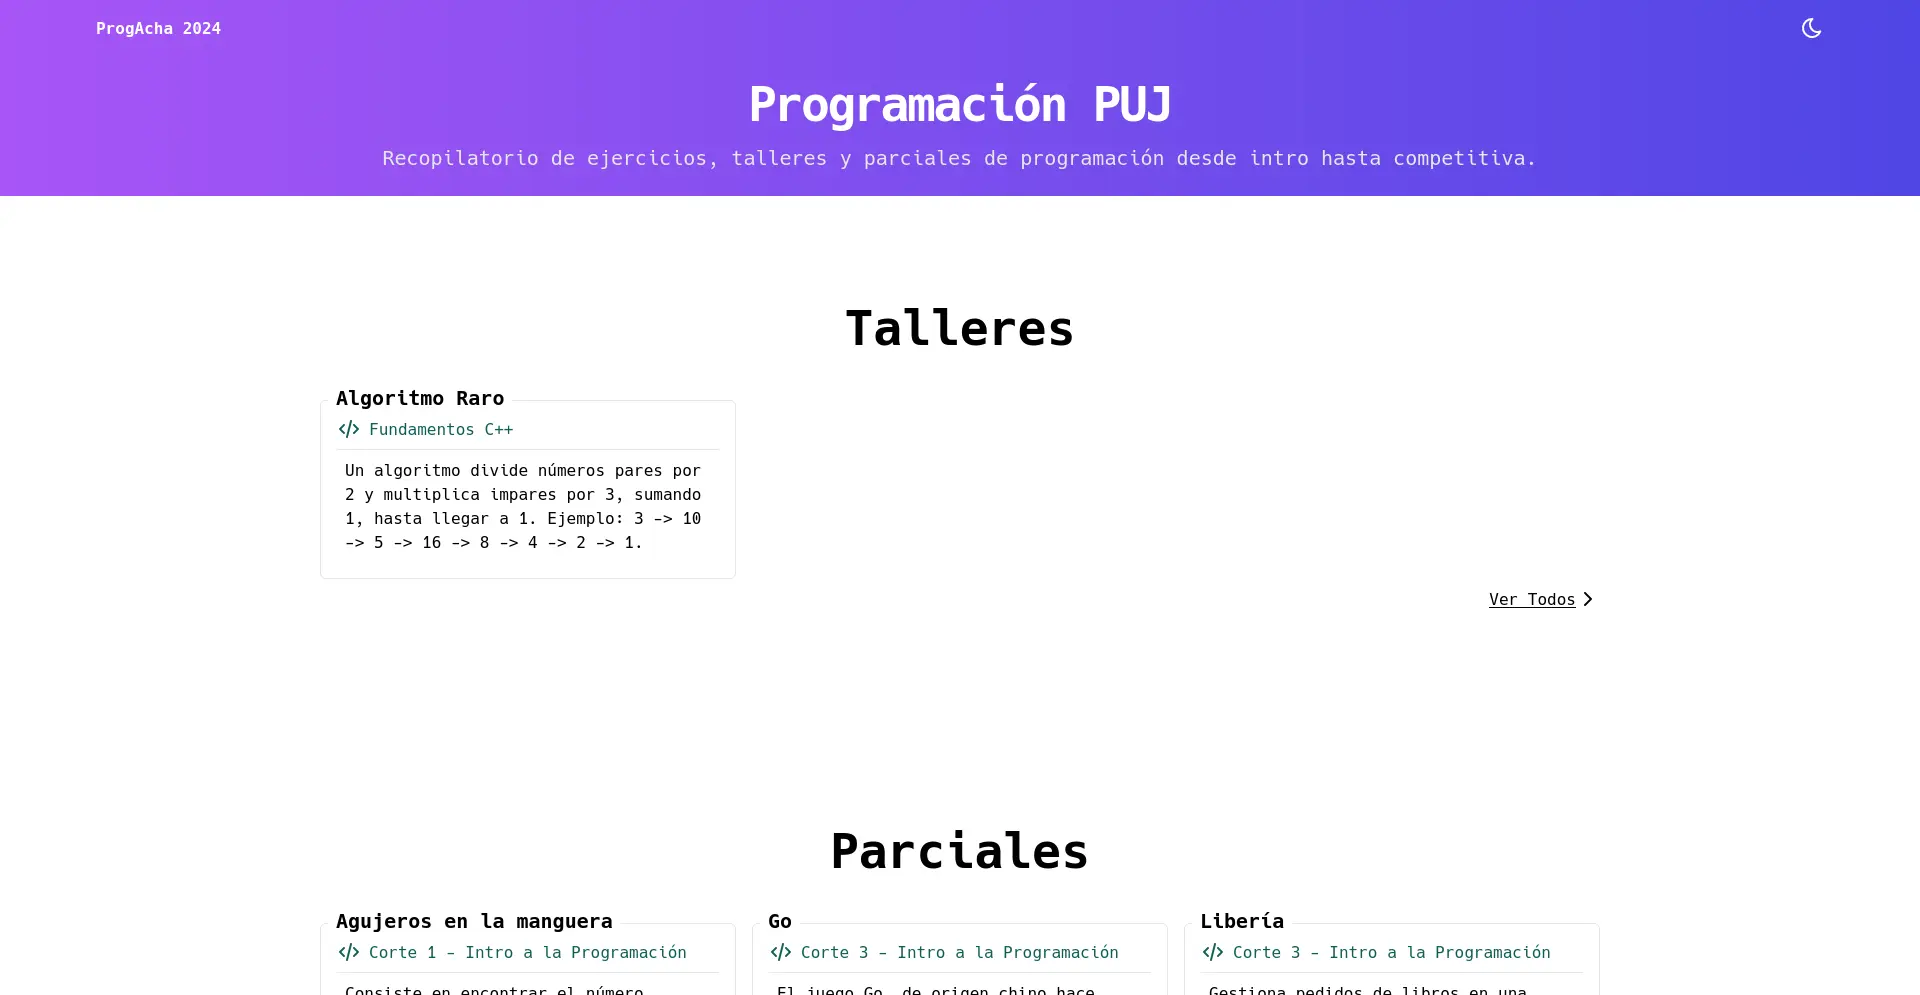 ProgAcha 2024
Programación PUJ
Recopilatorio de ejercicios, talleres y parciales de programación desde intro hasta competitiva.
Talleres
Algoritmo Raro
Fundamentos C++
Un algoritmo divide números pares por
2 y multiplica impares por 3, sumando
1, hasta llegar a 1. Ejemplo: 3 -> 10
-> 5 -> 16 -> 8 -> 4 -> 2 -> 1.
Ver Todos
Parciales
Agujeros en la manguera
Corte 1 - Intro a la Programación
Consiste en encontrar el número
Go
Corte 3 - Intro a la Programación
El juego Go, de origen chino hace
Libería
Corte 3 - Intro a la Programación
Gestiona pedidos de libros en una